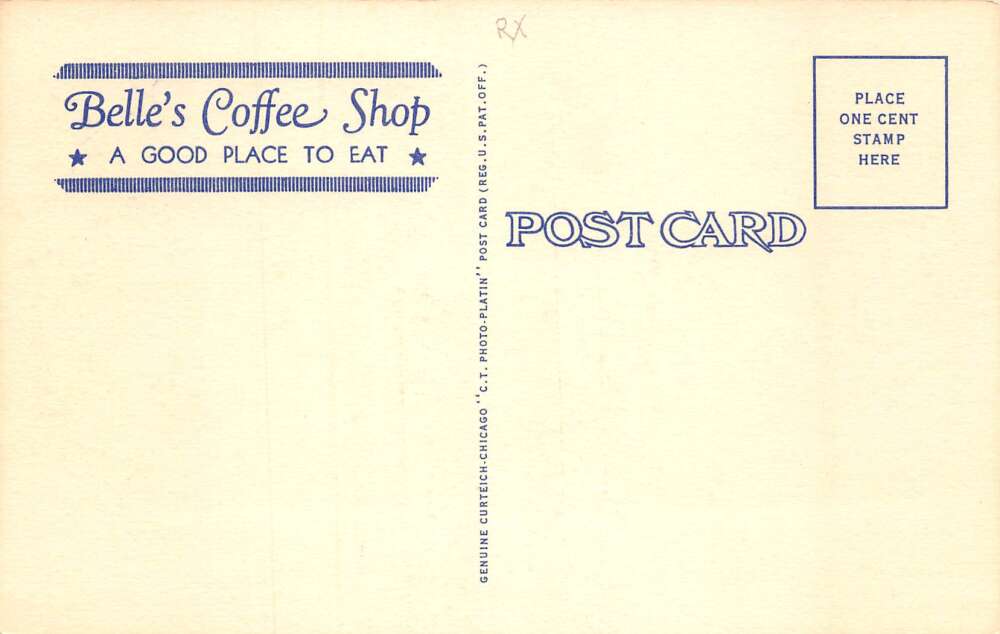 RX
Belle's Coffee Shop
★ A GOOD PLACE TO EAT ★
GENUINE CURTEICH-CHICAGO "C.T. PHOTO-PLATIN" POST CARD (REG. U.S. PAT. OFF.)
POST CARD
PLACE
ONE CENT
STAMP
HERE